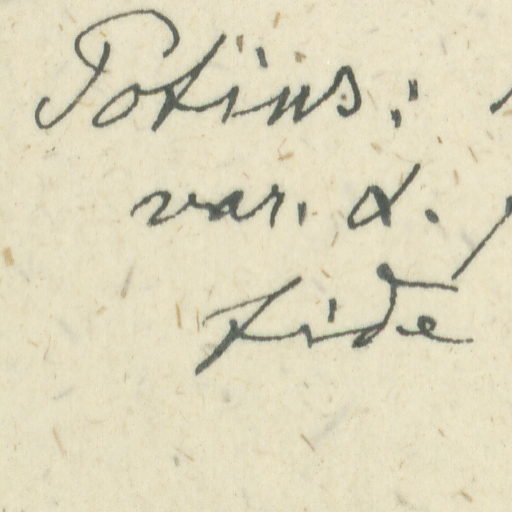 Potius:
var. α.
fide